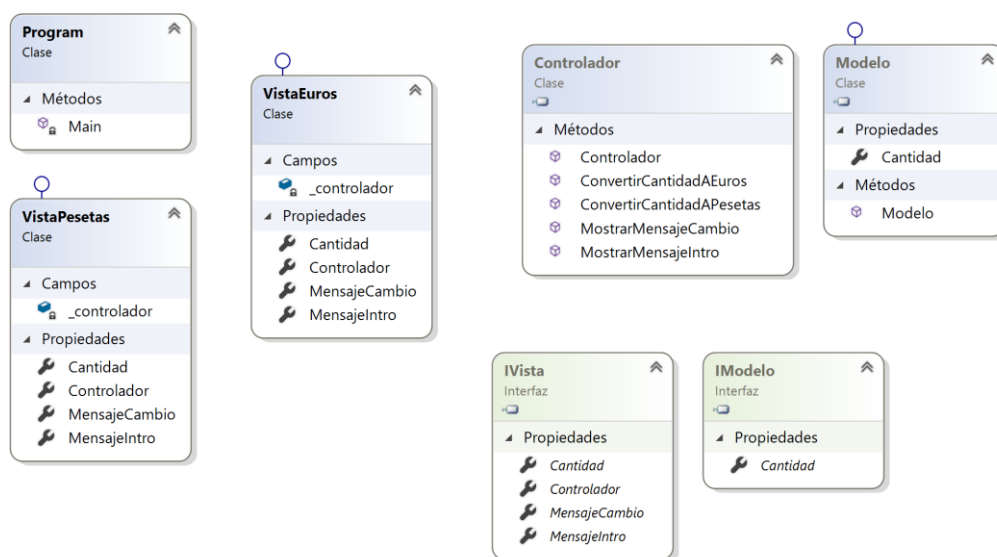 Program
Clase
Métodos
Main
VistaPesetas
Clase
Campos
_controlador
Propiedades
Cantidad
Controlador
MensajeCambio
MensajeIntro
VistaEuros
Clase
Campos
_controlador
Propiedades
Cantidad
Controlador
MensajeCambio
MensajeIntro
Controlador
Clase
Métodos
Controlador
ConvertirCantidadAEuros
ConvertirCantidadAPesetas
MostrarMensajeCambio
MostrarMensajeIntro
Modelo
Clase
Propiedades
Cantidad
Métodos
Modelo
IVista
Interfaz
Propiedades
Cantidad
Controlador
MensajeCambio
MensajeIntro
IModelo
Interfaz
Propiedades
Cantidad